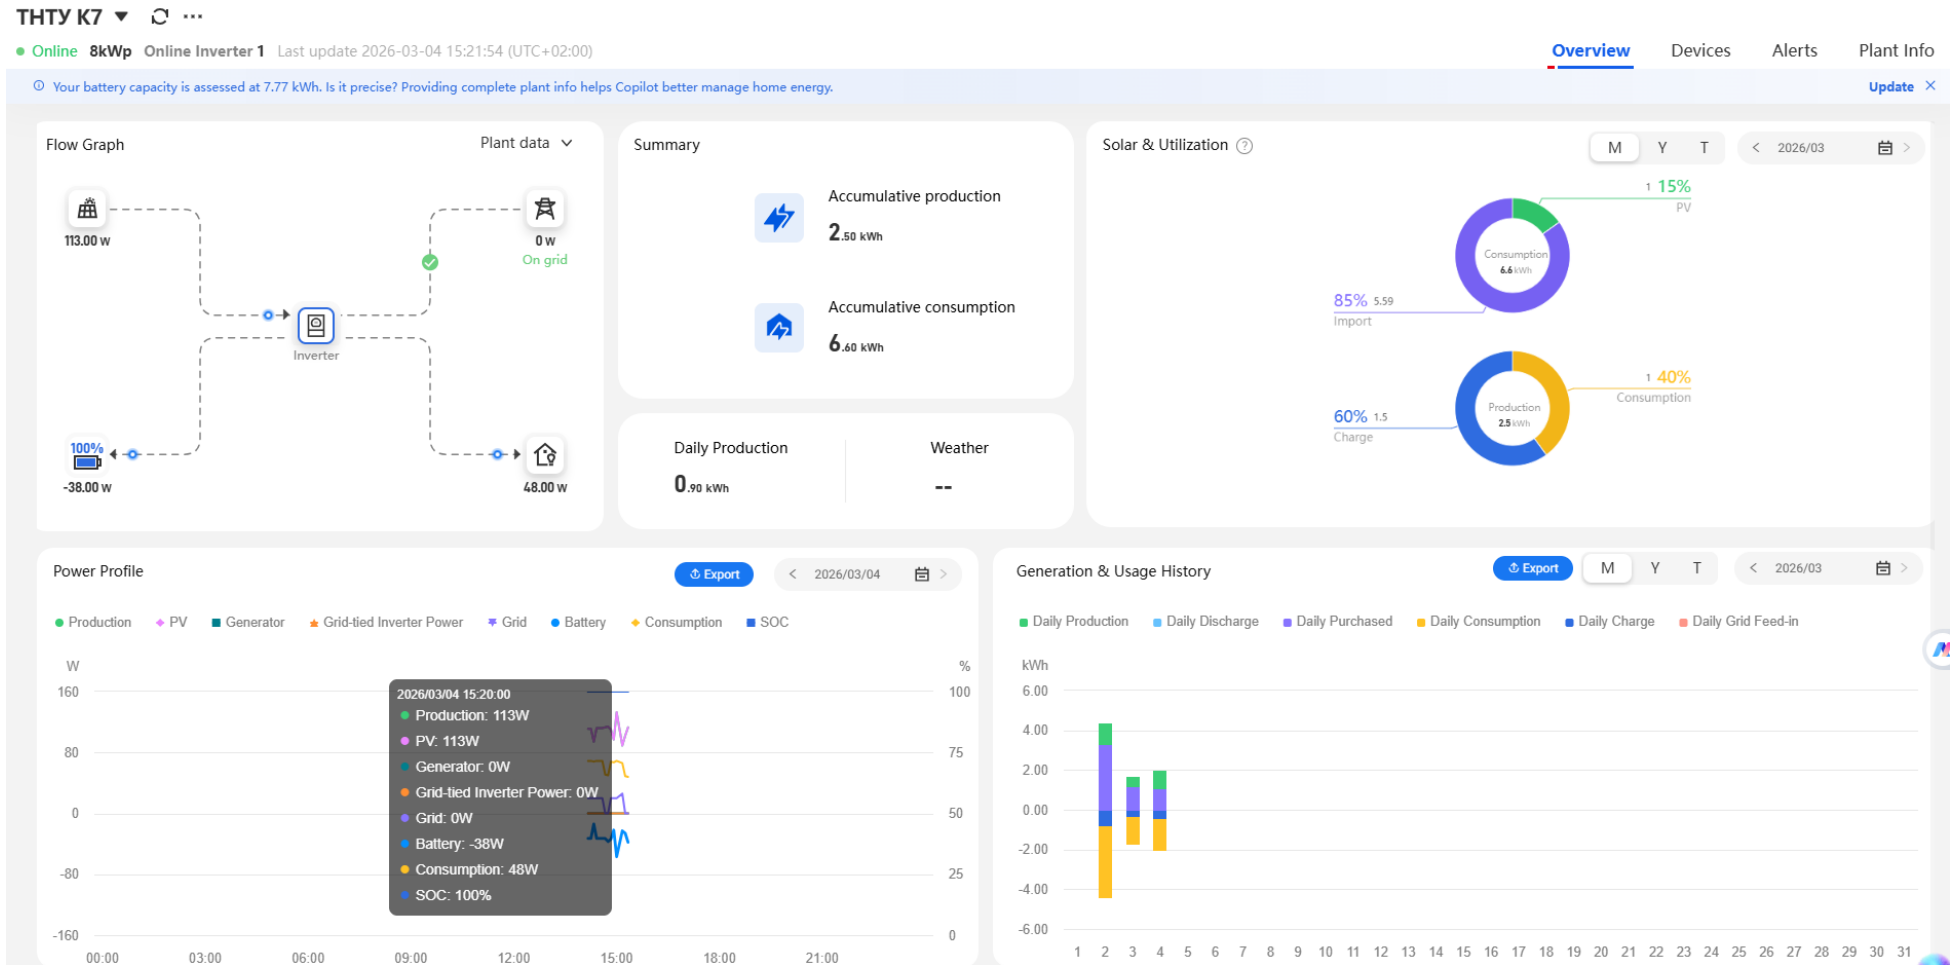 ТНТУ К7
Online 8kWp Online Inverter 1 Last update 2026-03-04 15:21:54 (UTC+02:00)
Overview Devices Alerts Plant Info
Your battery capacity is assessed at 7.77 kWh. Is it precise? Providing complete plant info helps Copilot better manage home energy.
Update
Flow Graph
Plant data
113.00 W
0 W
On grid
Inverter
100%
-38.00 W
48.00 W
Summary
Accumulative production
2.50 kWh
Accumulative consumption
6.60 kWh
Daily Production
0.90 kWh
Weather
--
Solar & Utilization ?
M Y T
< 2026/03 >
1 15%
PV
Consumption
6.6 kWh
85% 5.59
Import
1 40%
Consumption
Production
2.5 kWh
60% 1.5
Charge
Power Profile
Export
< 2026/03/04 >
Production PV Generator Grid-tied Inverter Power Grid Battery Consumption SOC
W
%
160
80
0
-80
-160
100
75
50
25
0
2026/03/04 15:20:00
Production: 113W
PV: 113W
Generator: 0W
Grid-tied Inverter Power: 0W
Grid: 0W
Battery: -38W
Consumption: 48W
SOC: 100%
00:00 03:00 06:00 09:00 12:00 15:00 18:00 21:00
Generation & Usage History
Export
M Y T
< 2026/03 >
Daily Production Daily Discharge Daily Purchased Daily Consumption Daily Charge Daily Grid Feed-in
kWh
6.00
4.00
2.00
0.00
-2.00
-4.00
-6.00
1 2 3 4 5 6 7 8 9 10 11 12 13 14 15 16 17 18 19 20 21 22 23 24 25 26 27 28 29 30 31